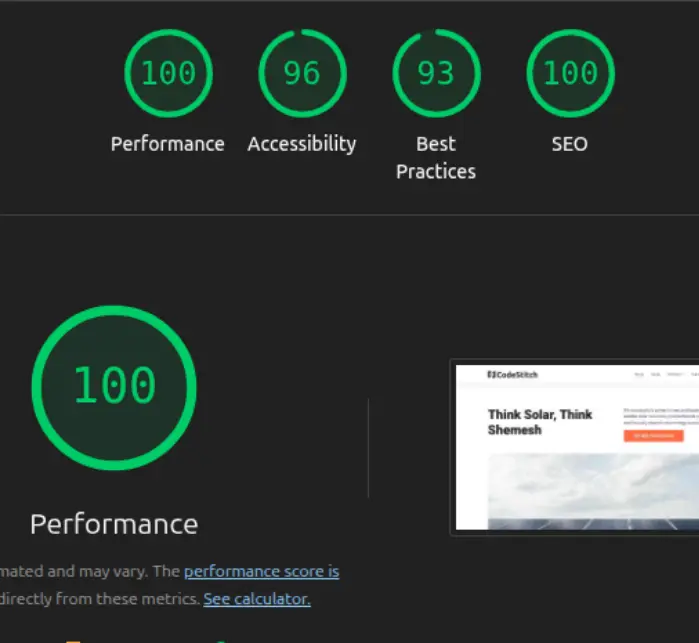 100
96
93
100
Performance
Accessibility
Best
Practices
SEO
100
CodeStitch
Think Solar, Think
Shemesh
Performance
mated and may vary. The performance score is
directly from these metrics. See calculator.